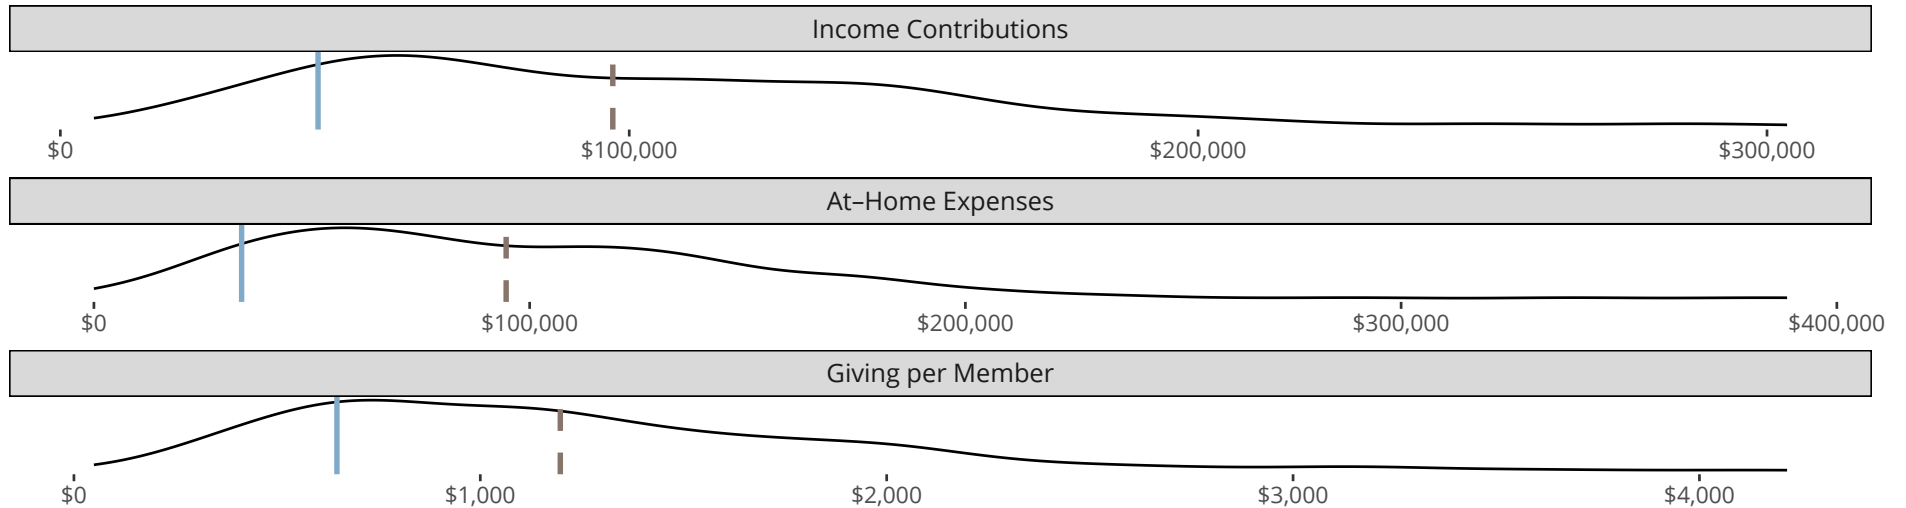 Income Contributions
$0 $100,000 $200,000 $300,000
At–Home Expenses
$0 $100,000 $200,000 $300,000 $400,000
Giving per Member
$0 $1,000 $2,000 $3,000 $4,000